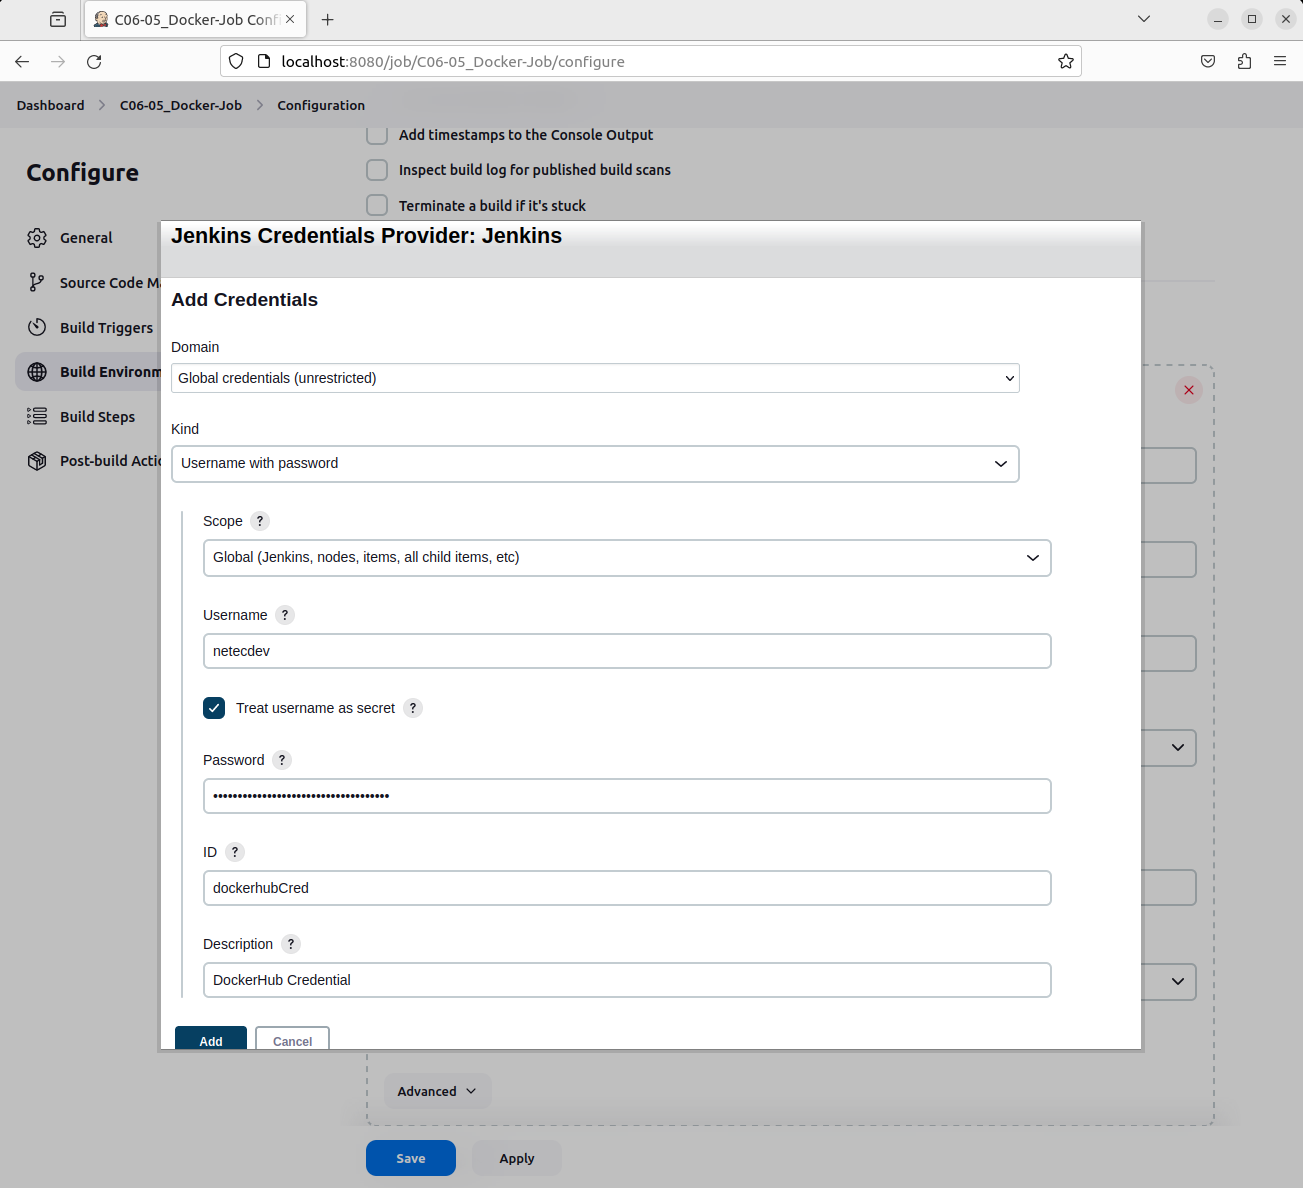 C06-05_Docker-Job Conf
localhost:8080/job/C06-05_Docker-Job/configure
Dashboard
C06-05_Docker-Job
Configuration
Configure
General
Source Code Ma
Build Triggers
Build Environm
Build Steps
Post-build Actio
Add timestamps to the Console Output
Inspect build log for published build scans
Terminate a build if it's stuck
Jenkins Credentials Provider: Jenkins
Add Credentials
Domain
Global credentials (unrestricted)
Kind
Username with password
Scope ?
Global (Jenkins, nodes, items, all child items, etc)
Username ?
netecdev
Treat username as secret ?
Password ?
••••••••••••••••••••••••••••••••••••
ID ?
dockerhubCred
Description ?
DockerHub Credential
Add Cancel
Advanced
Save Apply